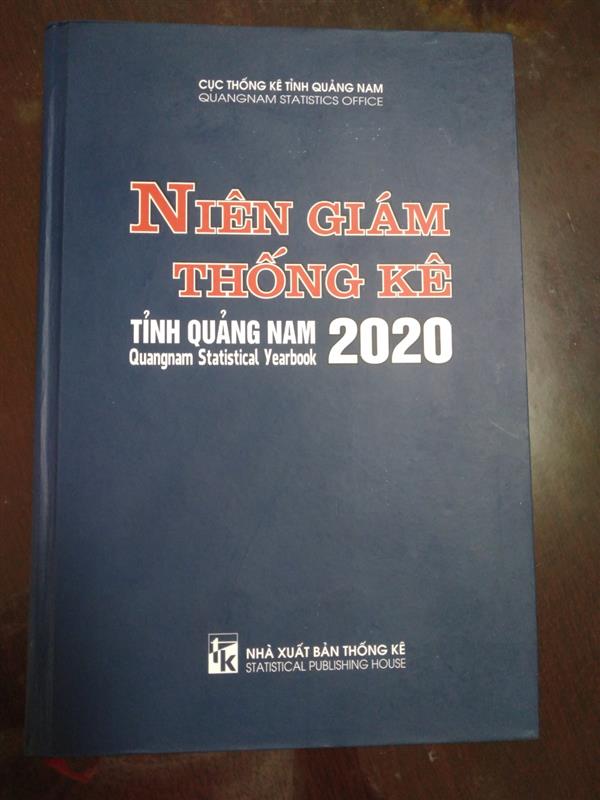 CỤC THỐNG KÊ TỈNH QUẢNG NAM
QUANGNAM STATISTICS OFFICE
NIÊN GIÁM
THỐNG KÊ
TỈNH QUẢNG NAM 2020
Quangnam Statistical Yearbook
tk NHÀ XUẤT BẢN THỐNG KÊ
STATISTICAL PUBLISHING HOUSE